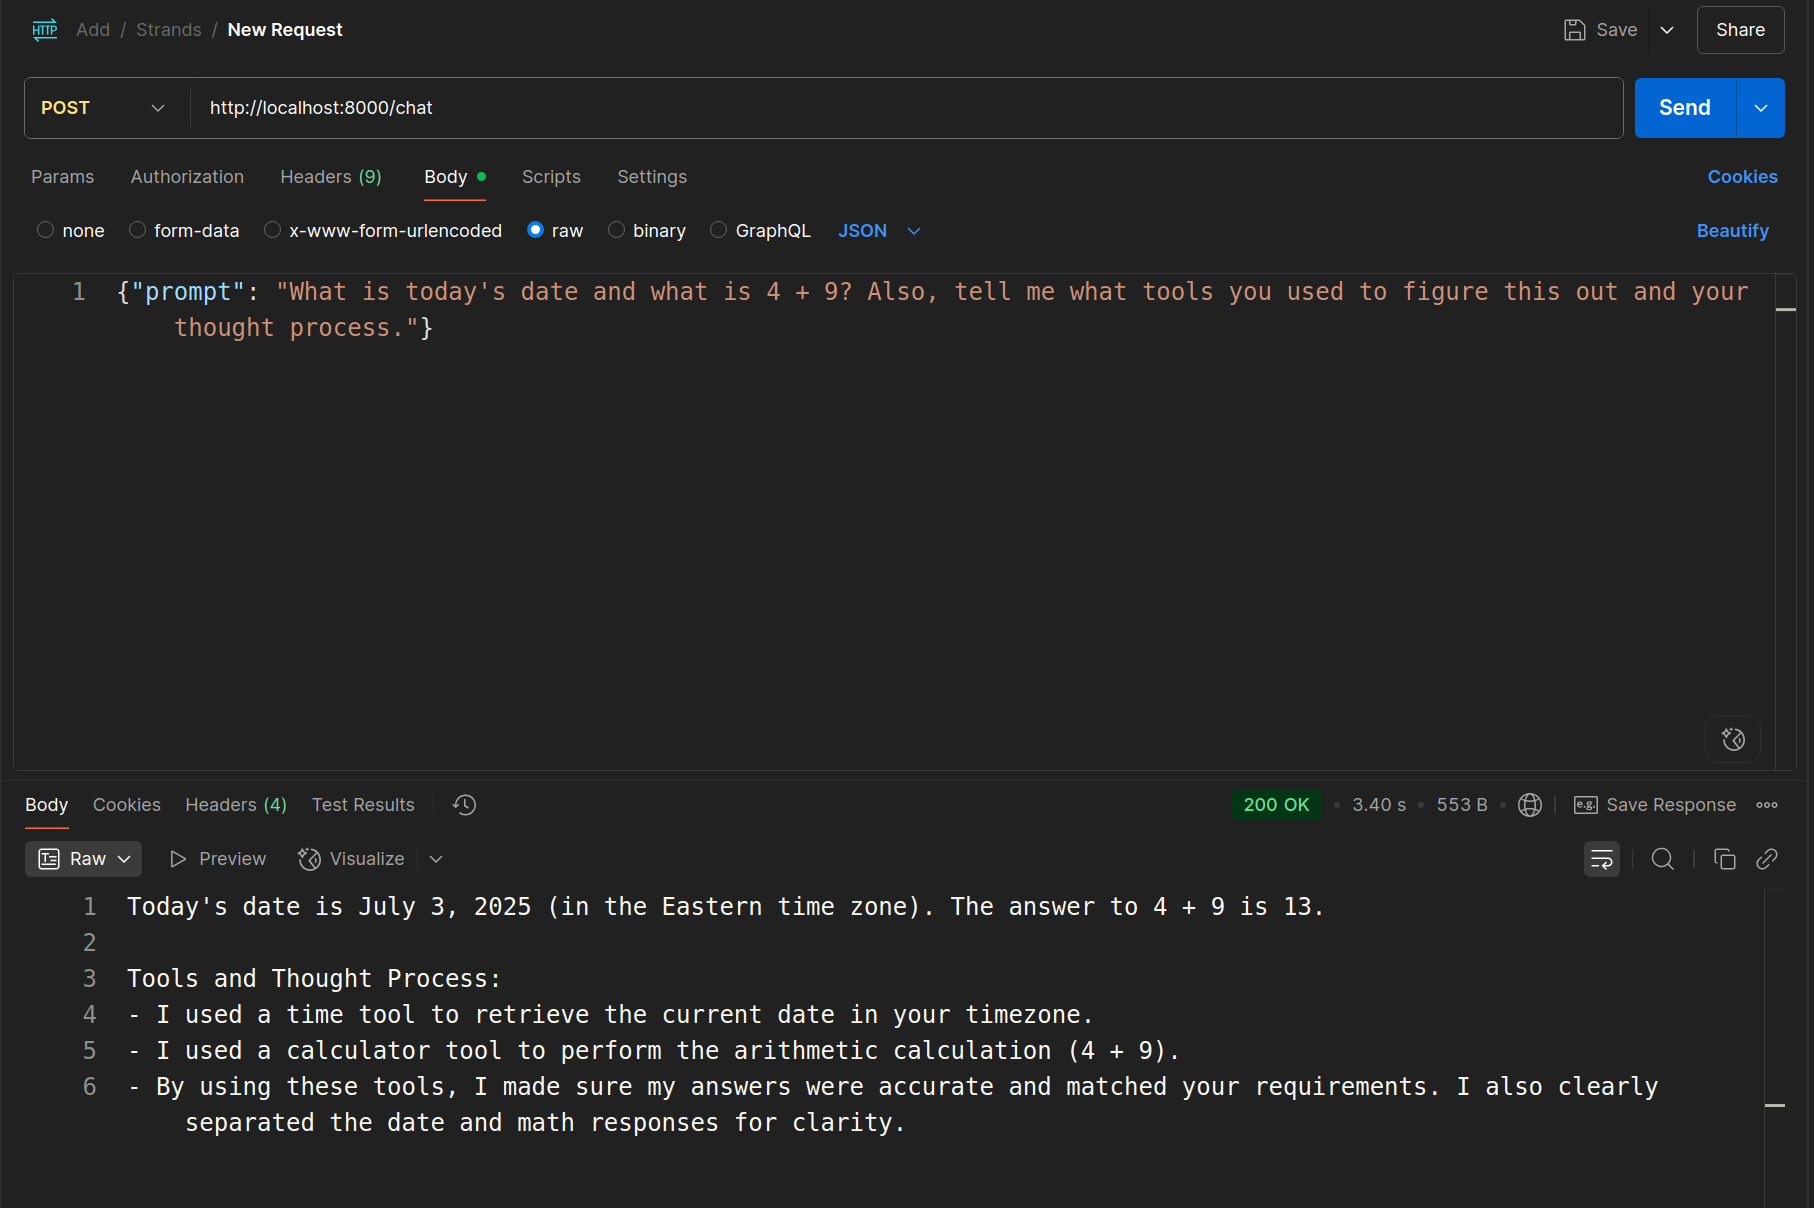 HTTP Add / Strands / New Request Save Share
POST http://localhost:8000/chat Send
Params Authorization Headers (9) Body Scripts Settings Cookies
none form-data x-www-form-urlencoded raw binary GraphQL JSON Beautify
1 {"prompt": "What is today's date and what is 4 + 9? Also, tell me what tools you used to figure this out and your
thought process."}
Body Cookies Headers (4) Test Results 200 OK • 3.40 s • 553 B • e.g. Save Response
Raw Preview Visualize
1 Today's date is July 3, 2025 (in the Eastern time zone). The answer to 4 + 9 is 13.
2
3 Tools and Thought Process:
4 - I used a time tool to retrieve the current date in your timezone.
5 - I used a calculator tool to perform the arithmetic calculation (4 + 9).
6 - By using these tools, I made sure my answers were accurate and matched your requirements. I also clearly
separated the date and math responses for clarity.